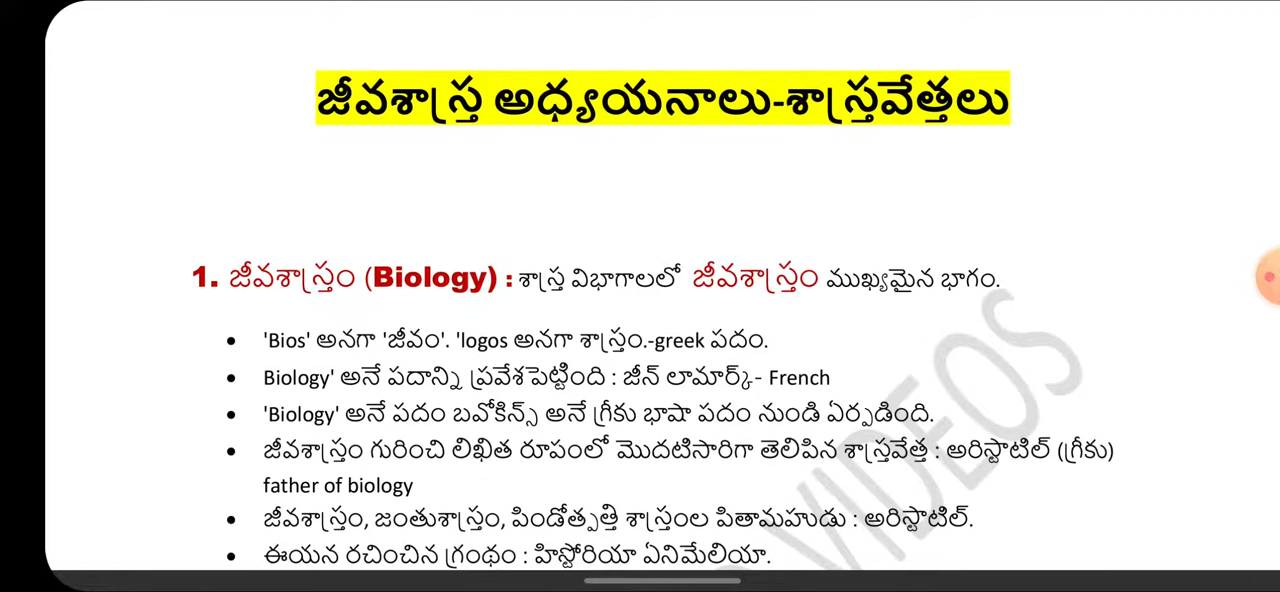 జీవశాస్త్ర అధ్యయనాలు-శాస్త్రవేత్తలు
1. జీవశాస్త్రం (Biology) : శాస్త్ర విభాగాలలో జీవశాస్త్రం ముఖ్యమైన భాగం.
• 'Bios' అనగా 'జీవం'. 'logos అనగా శాస్త్రం.-greek పదం.
• Biology' అనే పదాన్ని ప్రవేశపెట్టింది : జీన్ లామార్క్- French
• 'Biology' అనే పదం బవోకిన్స్ అనే గ్రీకు భాషా పదం నుండి ఏర్పడింది.
• జీవశాస్త్రం గురించి లిఖిత రూపంలో మొదటిసారిగా తెలిపిన శాస్త్రవేత్త : అరిస్టాటిల్ (గ్రీకు)
father of biology
• జీవశాస్త్రం, జంతుశాస్త్రం, పిండోత్పత్తి శాస్త్రంల పితామహుడు : అరిస్టాటిల్.
• ఈయన రచించిన గ్రంథం : హిస్టోరియా ఏనిమేలియా.
VIDEOS